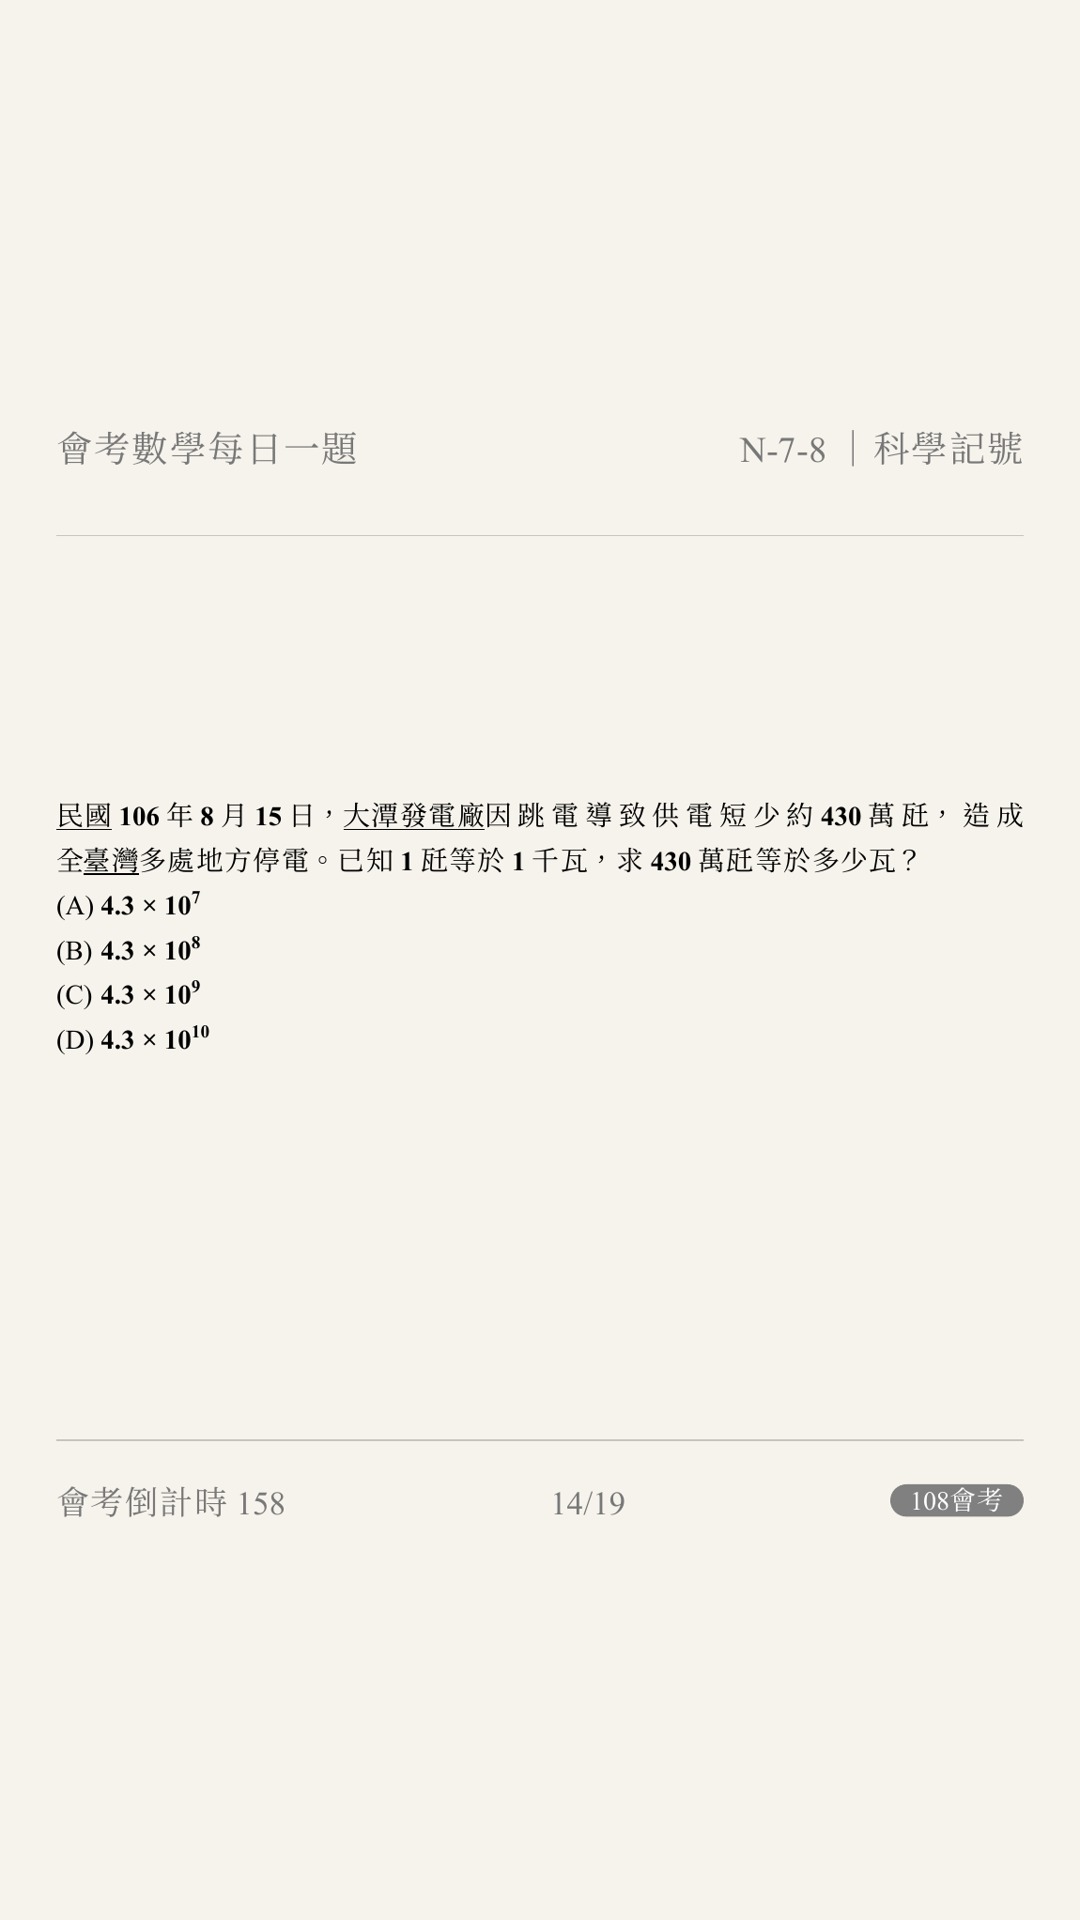 會考數學每日一題
N-7-8｜科學記號
民國 106 年 8 月 15 日，大潭發電廠因跳電導致供電短少約 430 萬瓩，造成
全臺灣多處地方停電。已知 1 瓩等於 1 千瓦，求 430 萬瓩等於多少瓦？
(A) 4.3 × 10⁷
(B) 4.3 × 10⁸
(C) 4.3 × 10⁹
(D) 4.3 × 10¹⁰
會考倒計時 158
14/19
108會考